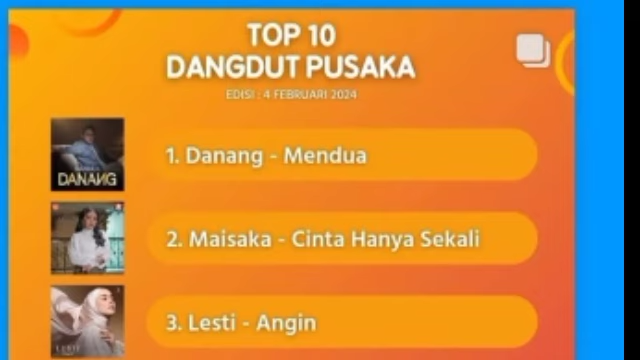 TOP 10
DANGDUT PUSAKA
EDISI : 4 FEBRUARI 2024
DANANG
1. Danang - Mendua
2. Maisaka - Cinta Hanya Sekali
LESTI
3. Lesti - Angin